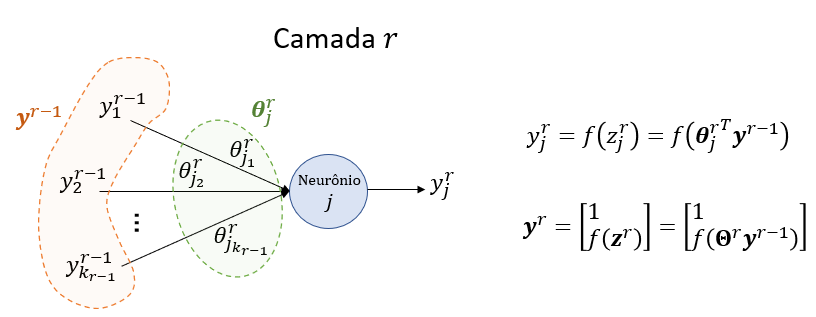 Camada r
y^{r-1}
y_1^{r-1}
θ_j^r
θ_{j_1}^r
y_j^r = f(z_j^r) = f(θ_j^{rT} y^{r-1})
y_2^{r-1}
θ_{j_2}^r
Neurônio
j
y_j^r
⋮
θ_{j_{k_{r-1}}}^r
y^r = [1 f(z^r)] = [1 f(Θ^r y^{r-1})]
y_{k_{r-1}}^{r-1}